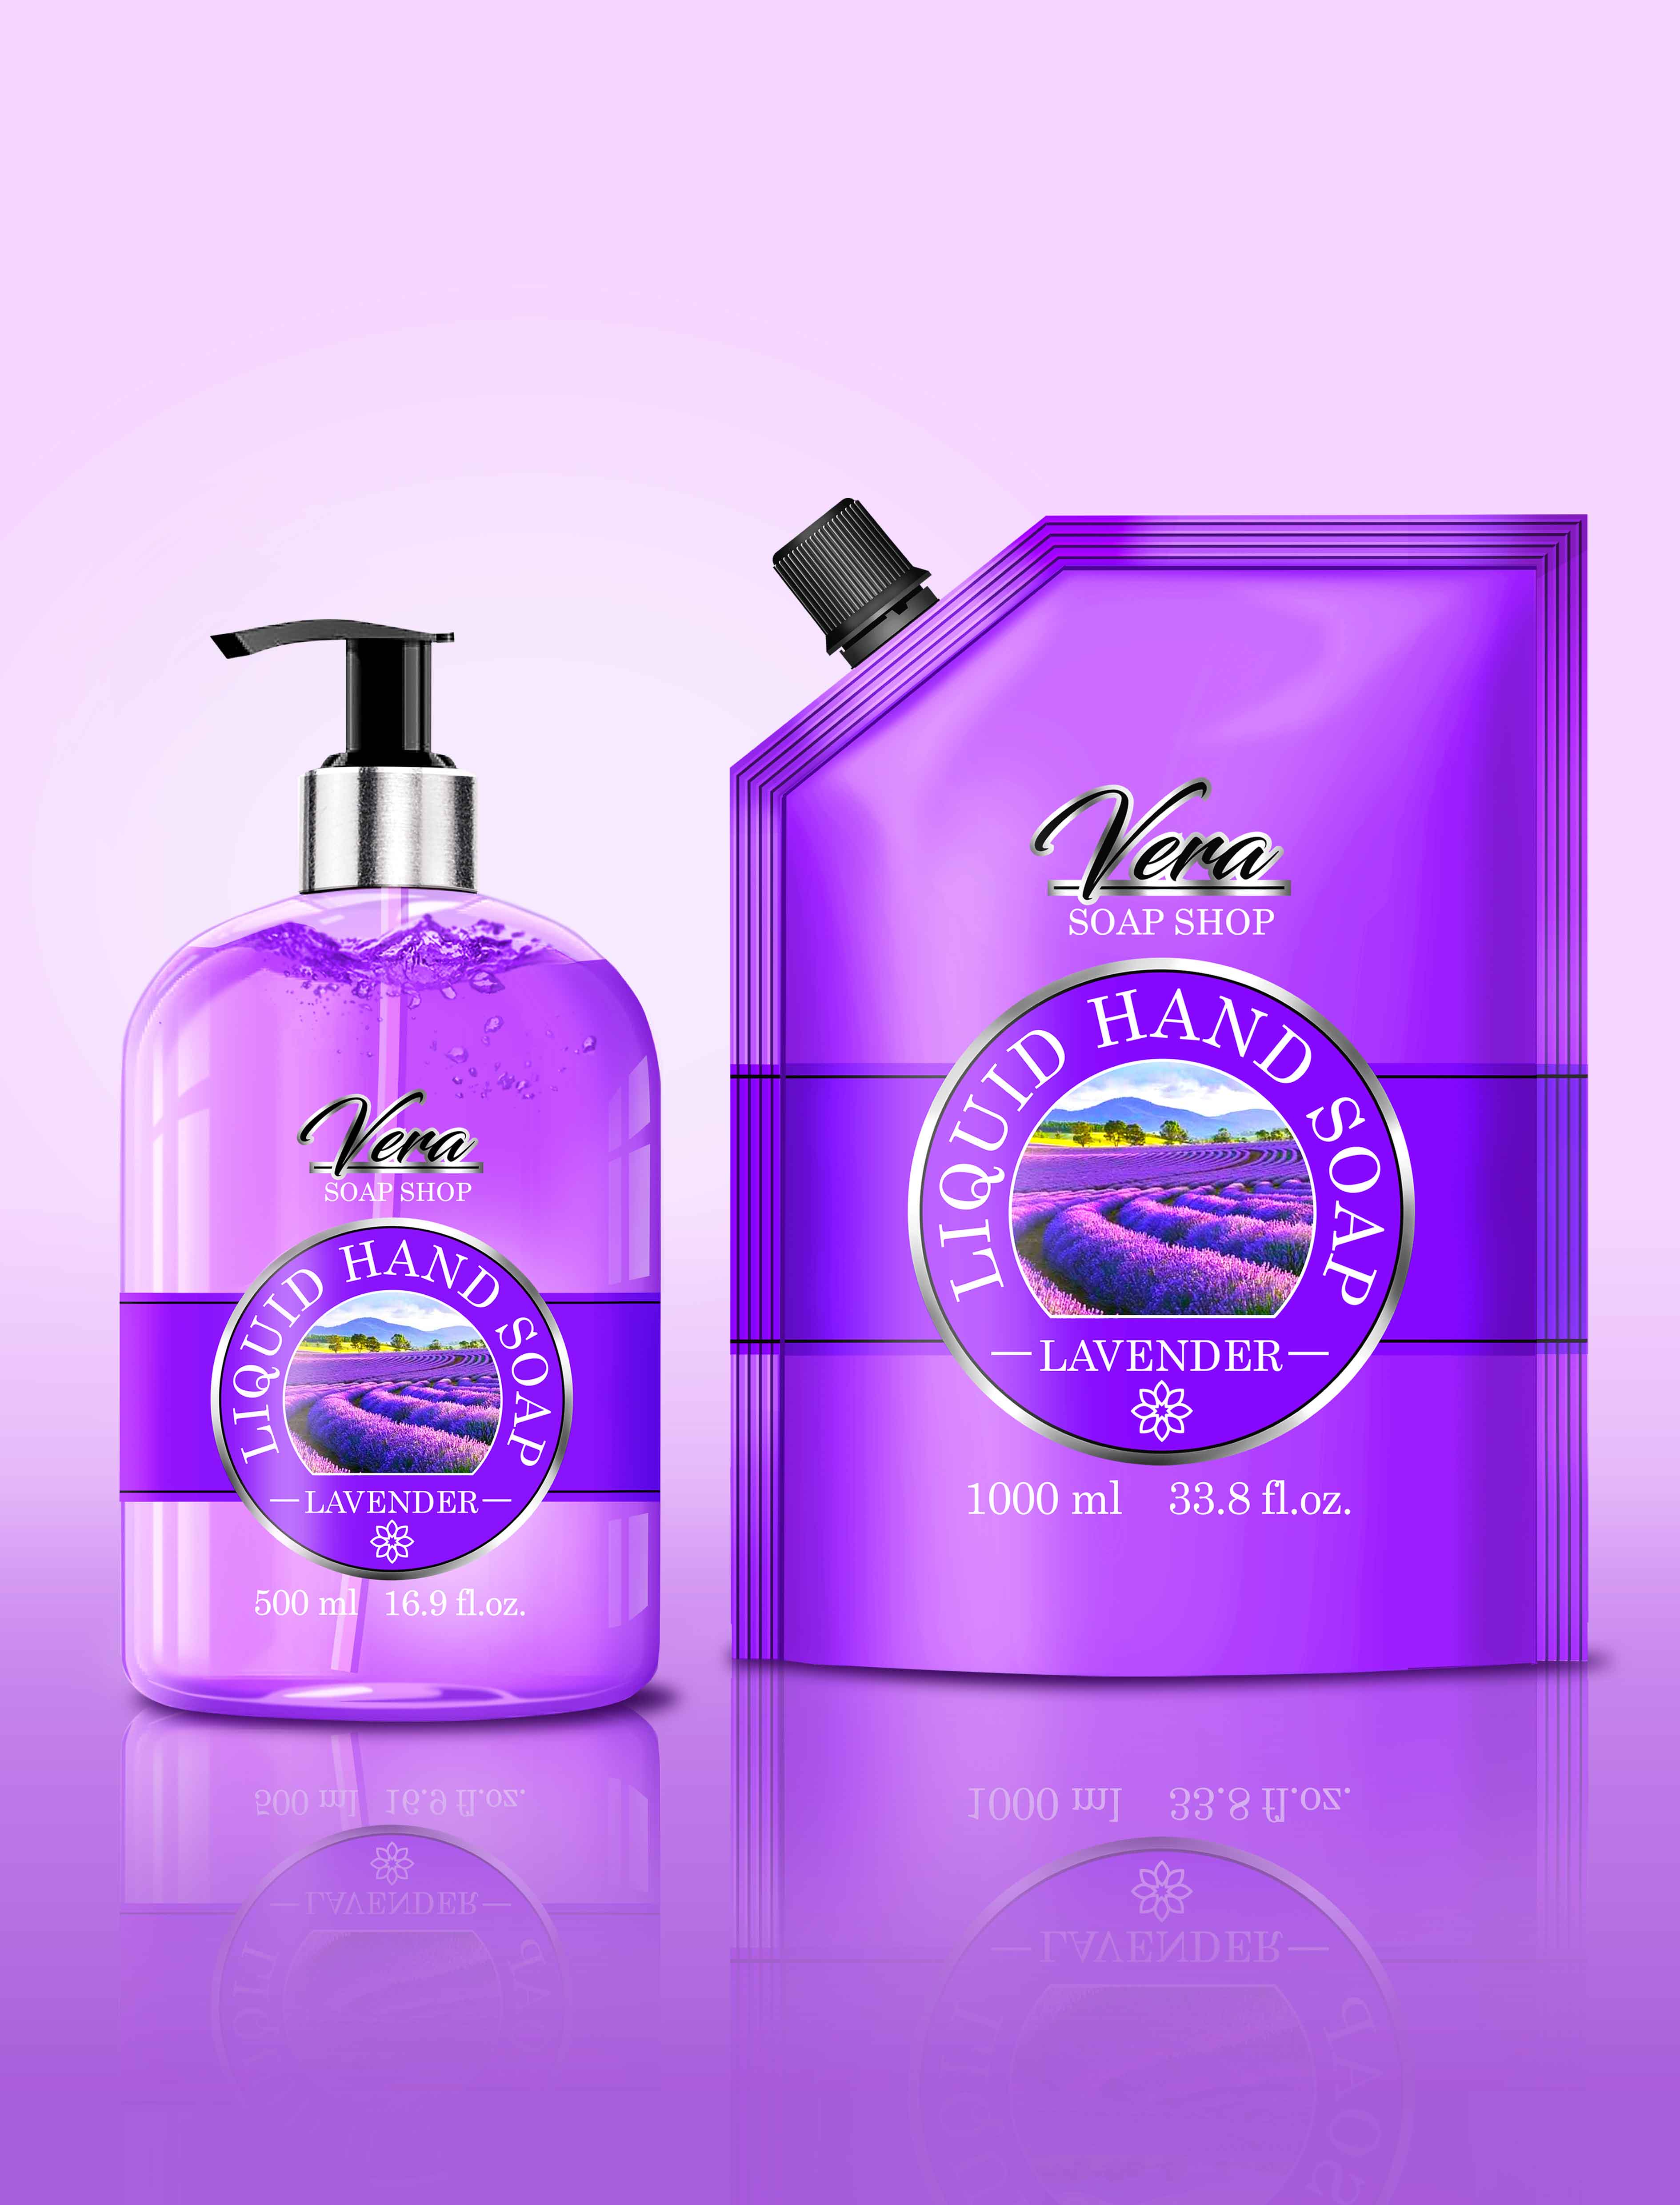 Vera
SOAP SHOP
LIQUID HAND SOAP
LAVENDER
500 ml 16.9 fl.oz.
Vera
SOAP SHOP
LIQUID HAND SOAP
LAVENDER
1000 ml 33.8 fl.oz.